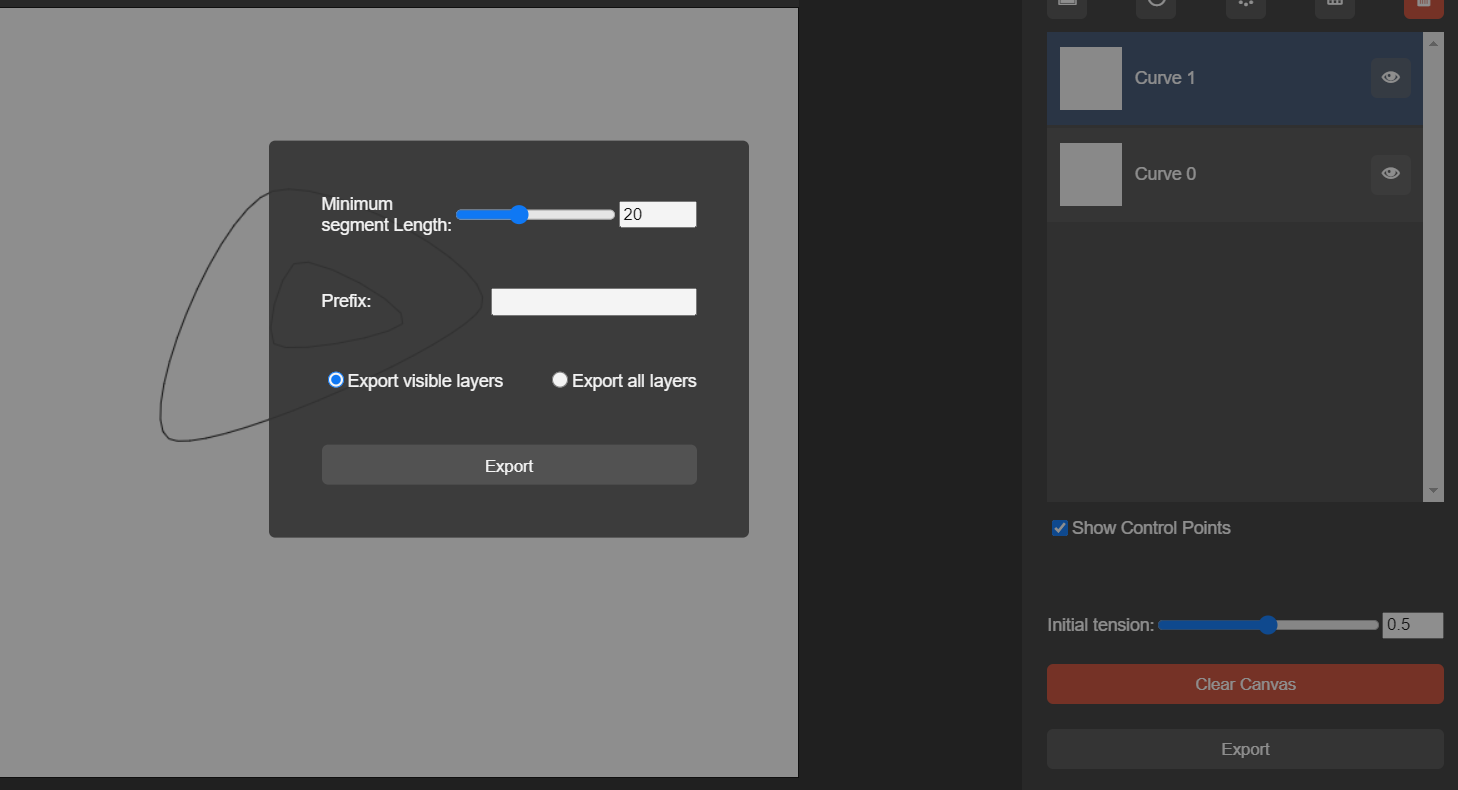 Curve 1
Curve 0
Minimum
segment Length:
20
Prefix:
Export visible layers
Export all layers
Export
Show Control Points
Initial tension:
0.5
Clear Canvas
Export